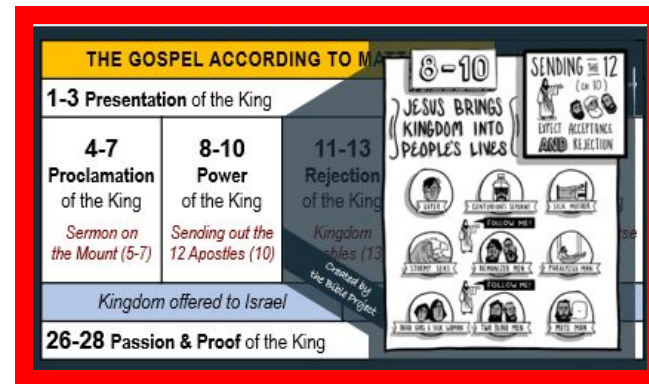 THE GOSPEL ACCORDING TO MAT
1-3 Presentation of the King
4-7
Proclamation
of the King
Sermon on
the Mount (5-7)
8-10
Power
of the King
Sending out the
12 Apostles (10)
11-13
Rejection
of the King
Kingdom
(13
Kingdom offered to Israel
26-28 Passion & Proof of the King
Created by
the Bible Project
8-10
JESUS BRINGS
KINGDOM INTO
PEOPLE'S LIVES
SENDING THE 12
(CH 10)
EXPECT ACCEPTANCE
AND REJECTION
LEPER
CENTURION'S SERVANT
SICK MOTHER
FOLLOW ME!
STORMY SEAS
DEMONIZED MEN
PARALYZED MAN
FOLLOW ME!
DEAD GIRL & SICK WOMAN
TWO BLIND MEN
MUTE MAN